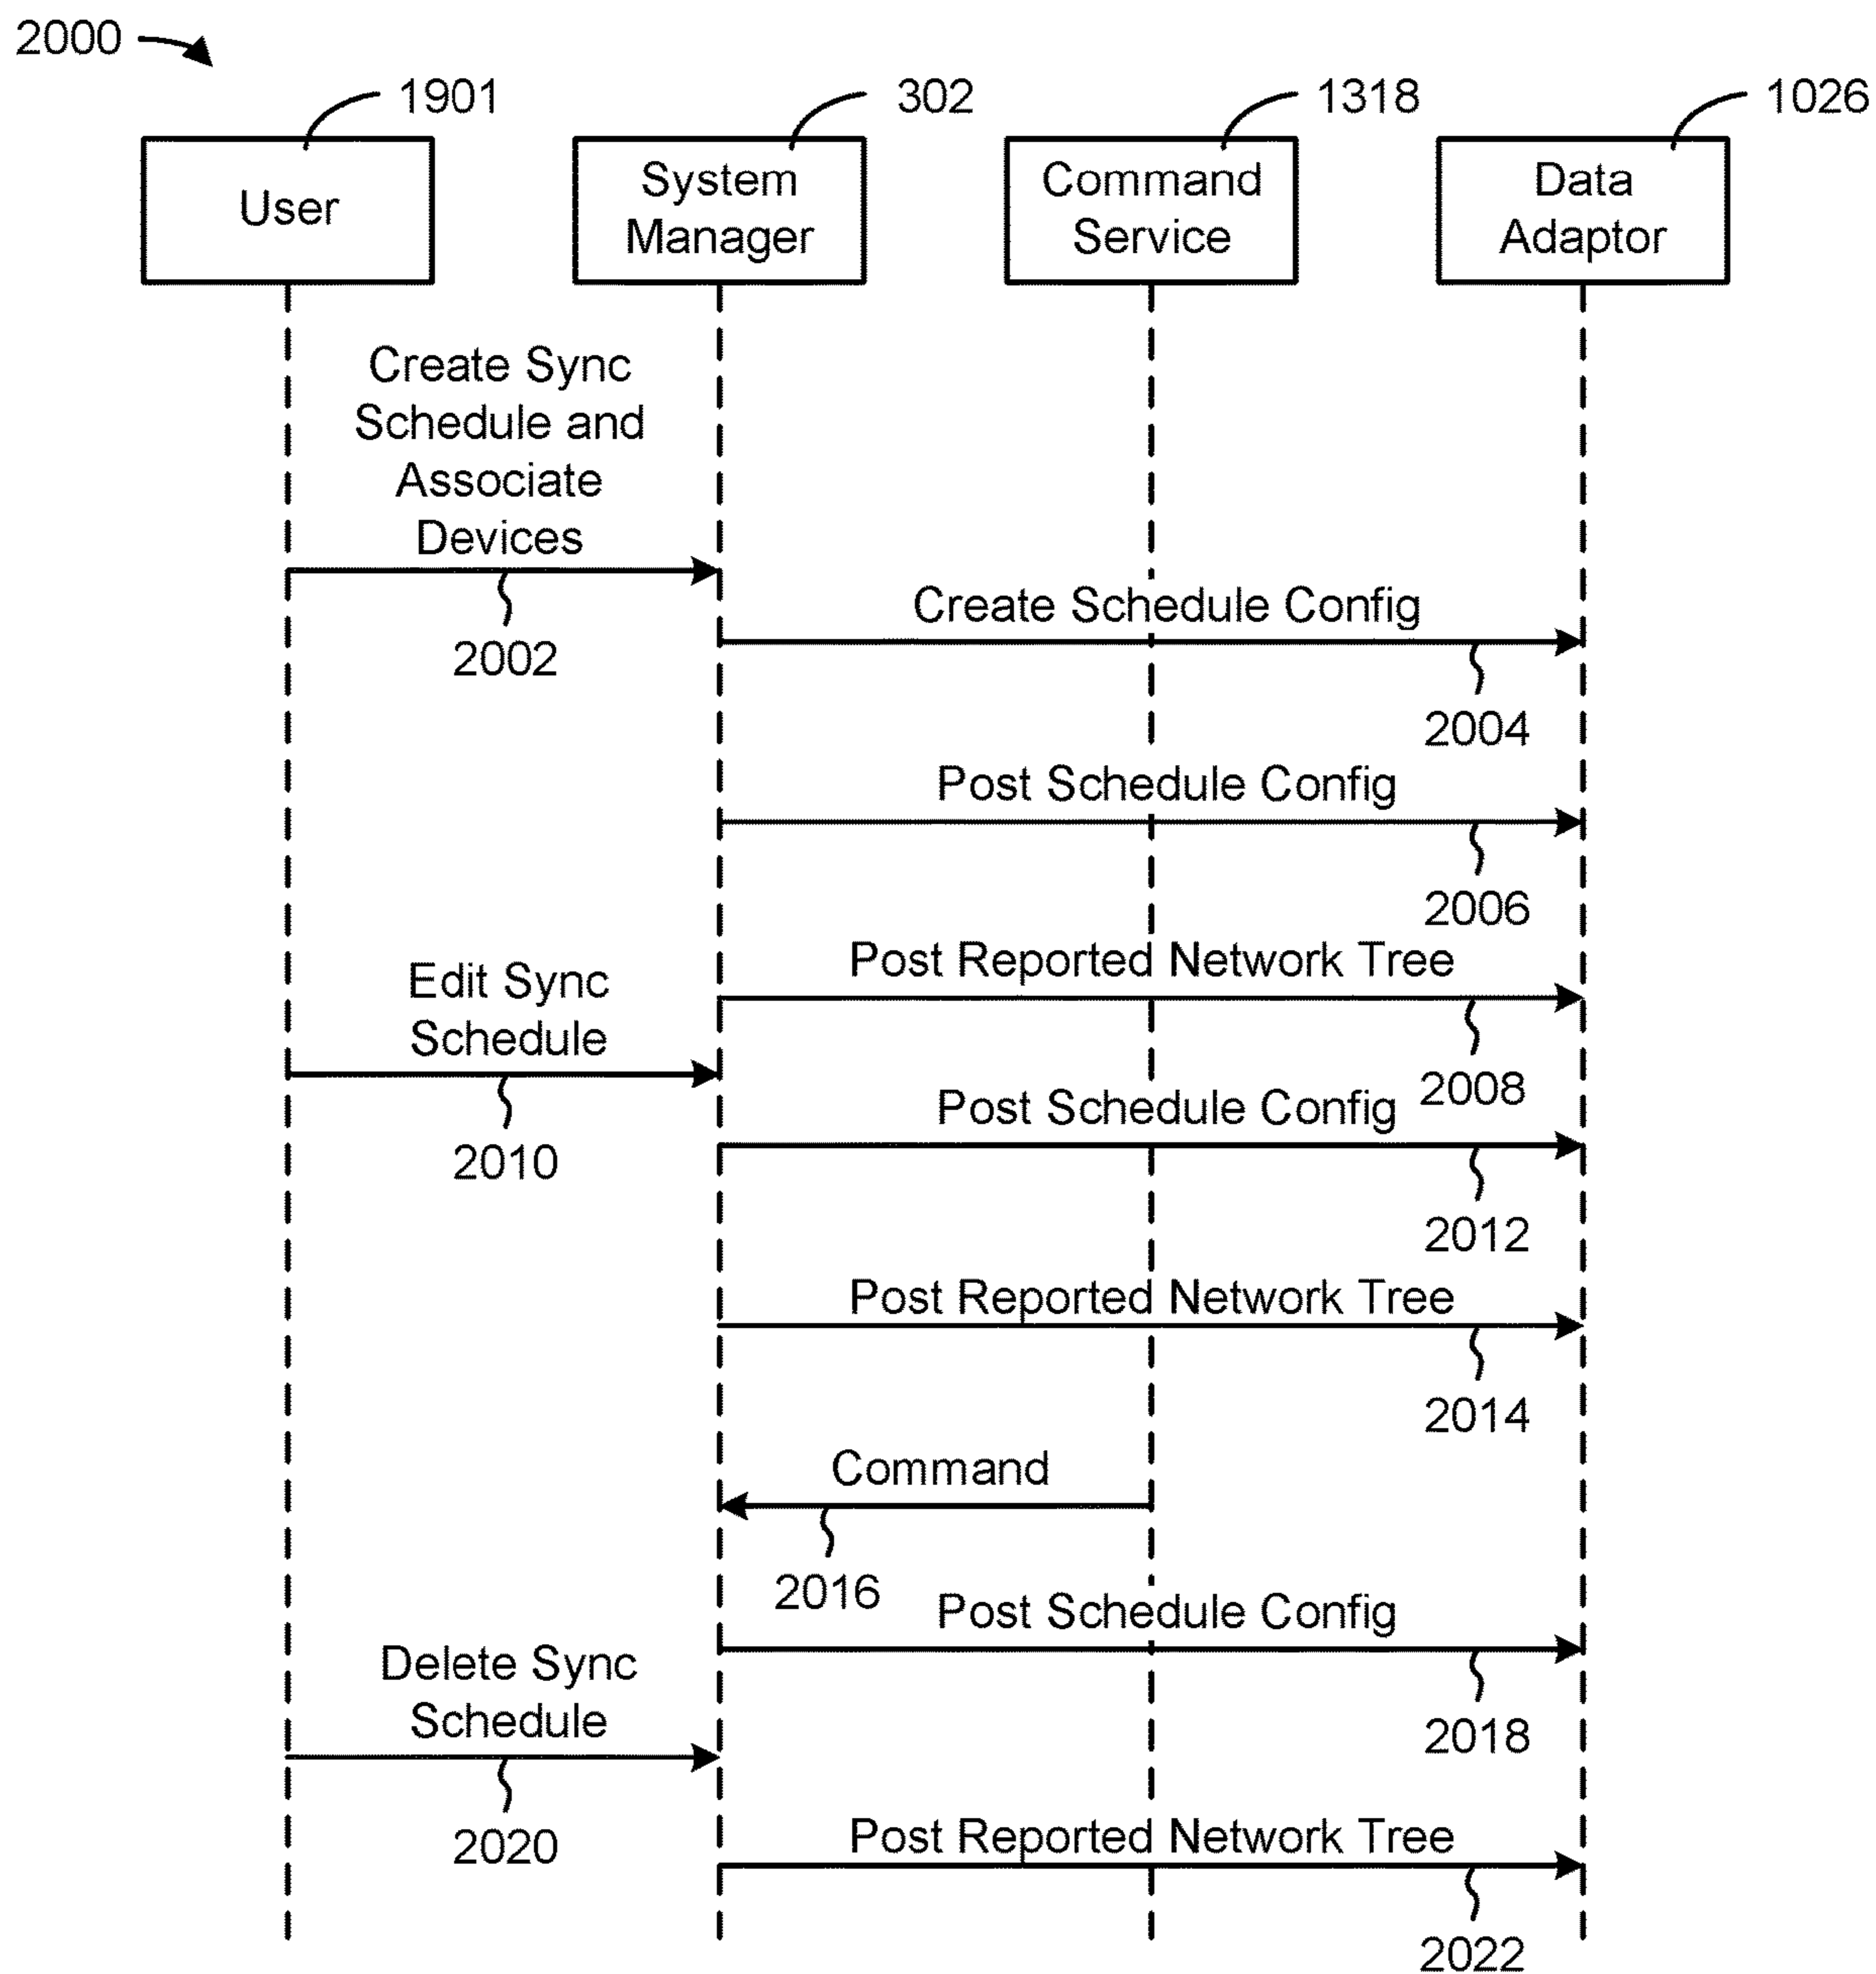 2000
1901
302
1318
1026
User
System
Manager
Command
Service
Data
Adaptor
Create Sync
Schedule and
Associate
Devices
2002
Create Schedule Config
2004
Post Schedule Config
2006
Post Reported Network Tree
2008
Edit Sync
Schedule
2010
Post Schedule Config
2012
Post Reported Network Tree
2014
Command
2016
Post Schedule Config
2018
Delete Sync
Schedule
2020
Post Reported Network Tree
2022